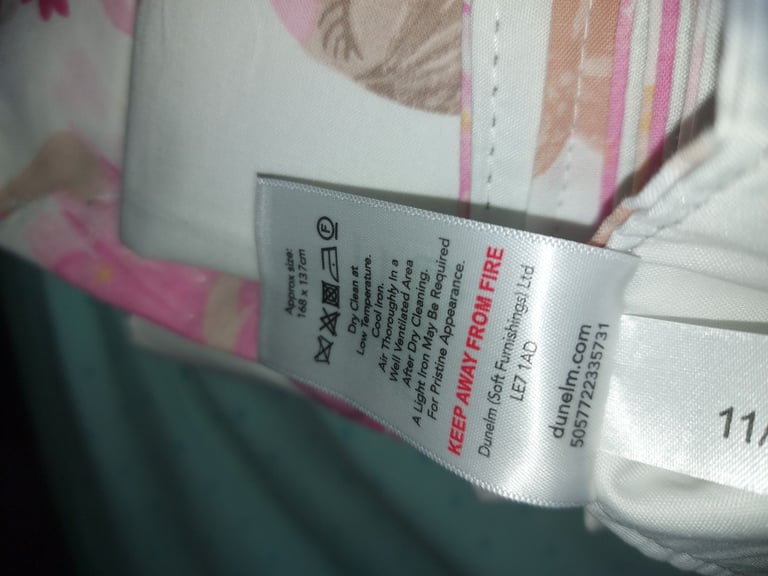 Approx size:
168 x 137cm
F
Dry Clean at
Low Temperature.
Cool Iron.
Air Thoroughly In a
Well Ventilated Area
After Dry Cleaning.
A Light Iron May Be Required
For Pristine Appearance.
KEEP AWAY FROM FIRE
Dunelm (Soft Furnishings) Ltd
LE7 1AD
dunelm.com
5057722335731
11/